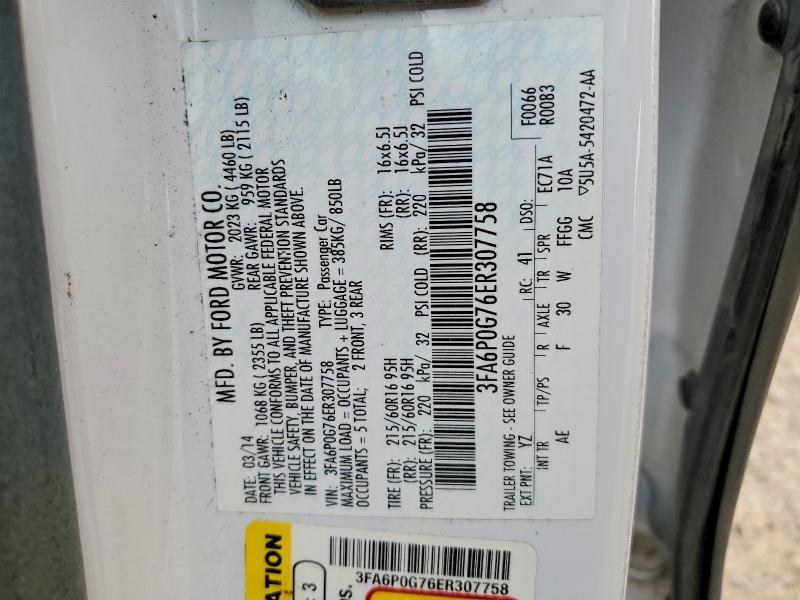 MFD. BY FORD MOTOR CO.
DATE: 03/14 GVWR: 2023 KG ( 4460 LB)
FRONT GAWR: 1068 KG ( 2355 LB) REAR GAWR: 959 KG ( 2115 LB)
THIS VEHICLE CONFORMS TO ALL APPLICABLE FEDERAL MOTOR
VEHICLE SAFETY, BUMPER, AND THEFT PREVENTION STANDARDS
IN EFFECT ON THE DATE OF MANUFACTURE SHOWN ABOVE.
VIN: 3FA6P0G76ER307758 TYPE: Passenger Car
MAXIMUM LOAD = OCCUPANTS + LUGGAGE = 385KG/ 850LB
OCCUPANTS = 5 TOTAL; 2 FRONT, 3 REAR
TIRE (FR): 215/60R16 95H RIMS (FR): 16x6.5J
(RR): 215/60R16 95H (RR): 16x6.5J
PRESSURE (FR): 220 kPa/ 32 PSI COLD (RR): 220 kPa/ 32 PSI COLD
3FA6P0G76ER307758
TRAILER TOWING - SEE OWNER GUIDE F0066
EXT PNT: YZ RC: 41 DSO: R0083
INT TR TP/PS R AXLE TR SPR EC71A
AE F 30 W FFGG 10A
CMC ▽5U5A-5420472-AA
3FA6P0G76ER307758